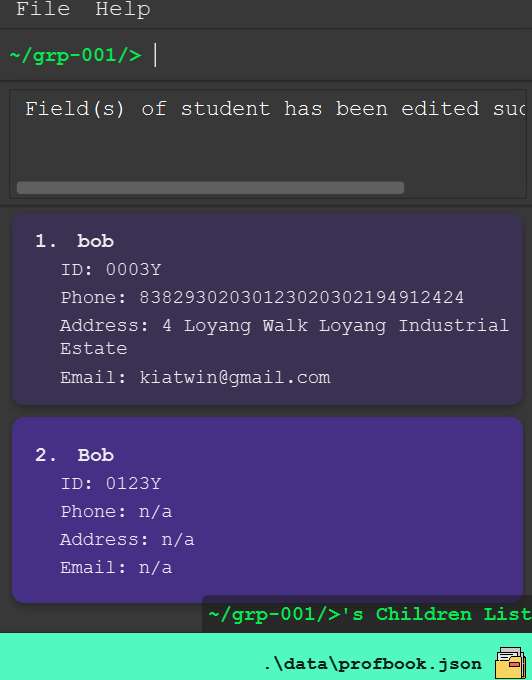 File Help
~/grp-001/>
Field(s) of student has been edited suc
1. bob
ID: 0003Y
Phone: 83829302030123020302194912424
Address: 4 Loyang Walk Loyang Industrial
Estate
Email: kiatwin@gmail.com
2. Bob
ID: 0123Y
Phone: n/a
Address: n/a
Email: n/a
~/grp-001/>'s Children List
.\data\profbook.json